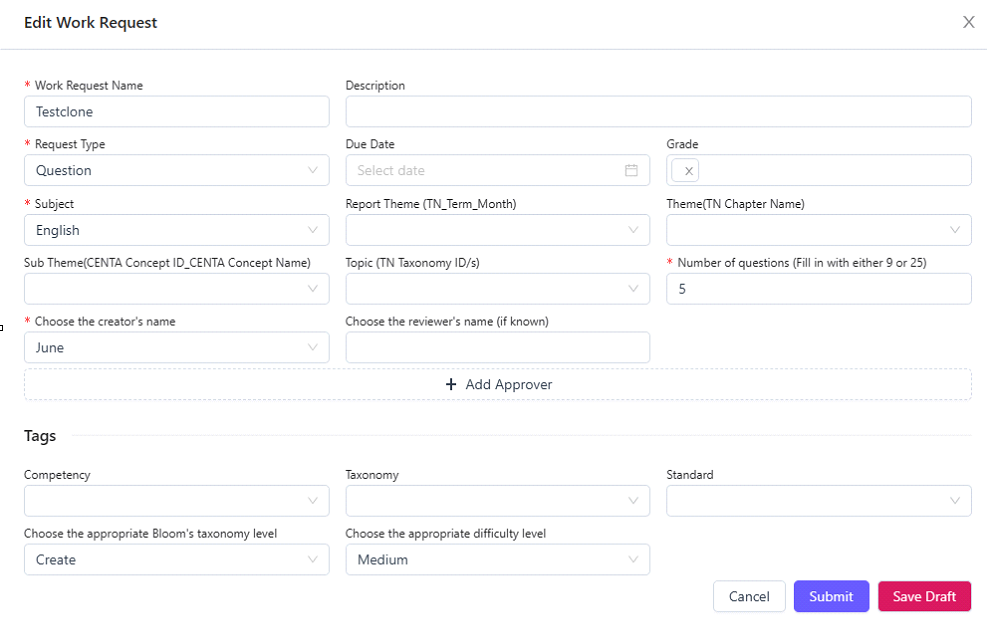 Edit Work Request
* Work Request Name
Description
Testclone
* Request Type
Due Date
Grade
Question
Select date
* Subject
Report Theme (TN_Term_Month)
Theme(TN Chapter Name)
English
Sub Theme(CENTA Concept ID_CENTA Concept Name)
Topic (TN Taxonomy ID/s)
* Number of questions (Fill in with either 9 or 25)
5
* Choose the creator's name
Choose the reviewer's name (if known)
June
+ Add Approver
Tags
Competency
Taxonomy
Standard
Choose the appropriate Bloom's taxonomy level
Choose the appropriate difficulty level
Create
Medium
Cancel
Submit
Save Draft